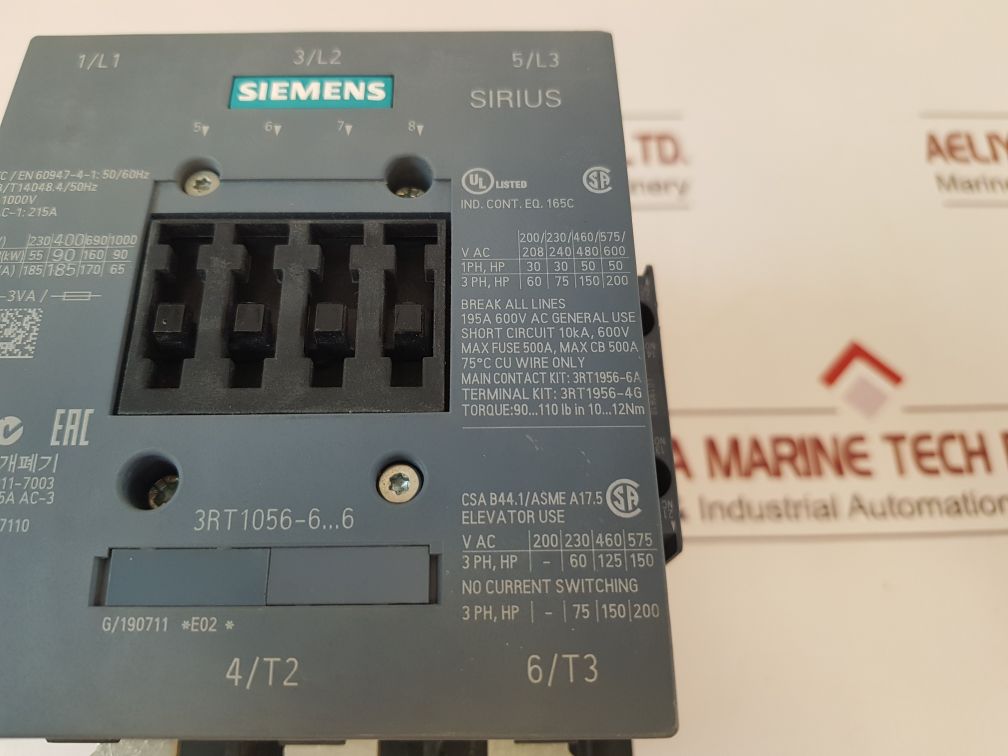 1/L1 3/L2 5/L3
SIEMENS SIRIUS
5 6 7 8
/EN 60947-4-1: 50/60Hz
/T14048.4/50Hz
1000V
C-1: 215A
230 400 690 1000
(kW) 55 90 160 90
(A) 185 185 170 65
-3VA /
EAC
개폐기
11-7003
5A AC-3
7110
UL LISTED
IND. CONT. EQ. 165C
200/ 230/ 460/ 575/
V AC 208 240 480 600
1PH, HP 30 30 50 50
3 PH, HP 60 75 150 200
BREAK ALL LINES
195A 600V AC GENERAL USE
SHORT CIRCUIT 10kA, 600V
MAX FUSE 500A, MAX CB 500A
75°C CU WIRE ONLY
MAIN CONTACT KIT: 3RT1956-6A
TERMINAL KIT: 3RT1956-4G
TORQUE:90...110 lb in 10...12Nm
3RT1056-6...6
CSA B44.1/ASME A17.5
ELEVATOR USE
V AC 200 230 460 575
3 PH, HP - 60 125 150
NO CURRENT SWITCHING
3 PH, HP - 75 150 200
G/190711 *E02 *
4/T2 6/T3
LTD.
AELIYA
Marine
A MARINE TECH
& Industrial Automation